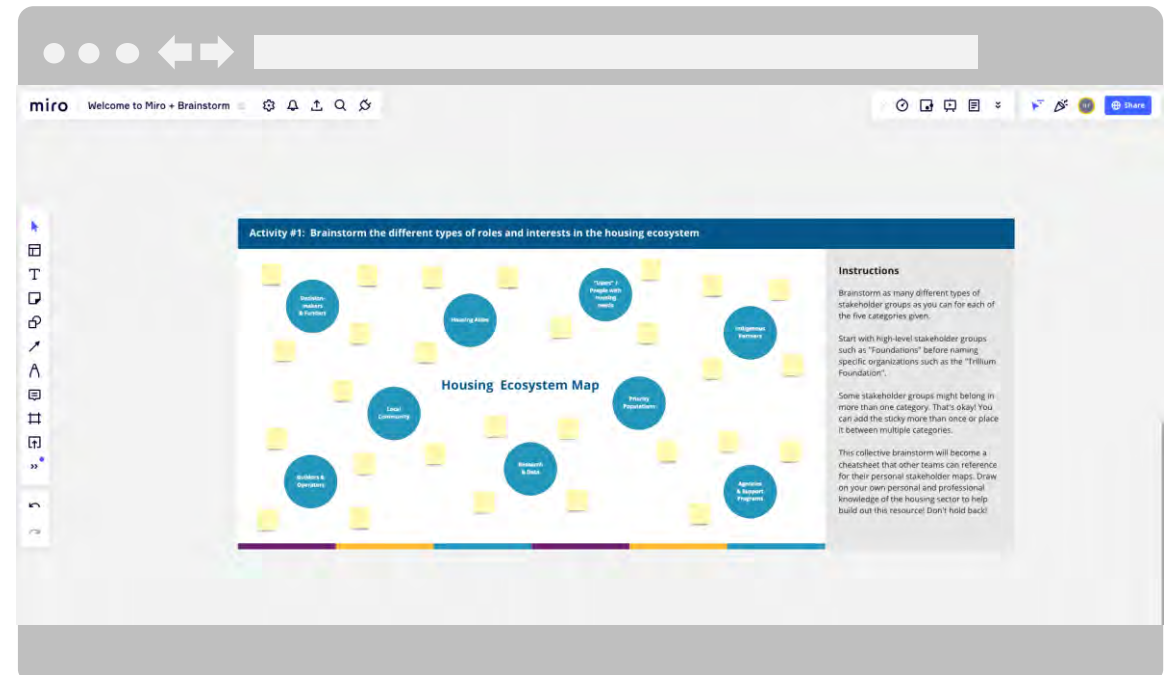 miro
Welcome to Miro + Brainstorm
Share
Activity #1: Brainstorm the different types of roles and interests in the housing ecosystem
Decision-
makers
& Funders
Housing Allies
"Users" /
People with
housing
needs
Indigenous
Partners
Housing Ecosystem Map
Local
Community
Priority
Populations
Builders &
Operators
Research
& Data
Agencies
& Support
Programs
Instructions
Brainstorm as many different types of
stakeholder groups as you can for each of
the five categories given.
Start with high-level stakeholder groups
such as "Foundations" before naming
specific organizations such as the "Trillium
Foundation".
Some stakeholder groups might belong in
more than one category. That's okay! You
can add the sticky more than once or place
it between multiple categories.
This collective brainstorm will become a
cheatsheet that other teams can reference
for their personal stakeholder maps. Draw
on your own personal and professional
knowledge of the housing sector to help
build out this resource! Don't hold back!